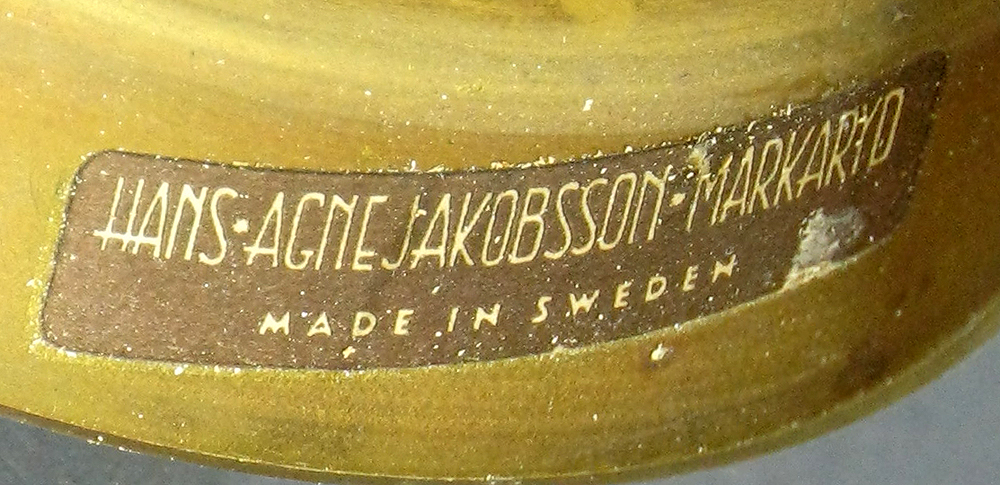 HANS-AGNE JAKOBSSON-MARKARYD
MADE IN SWEDEN